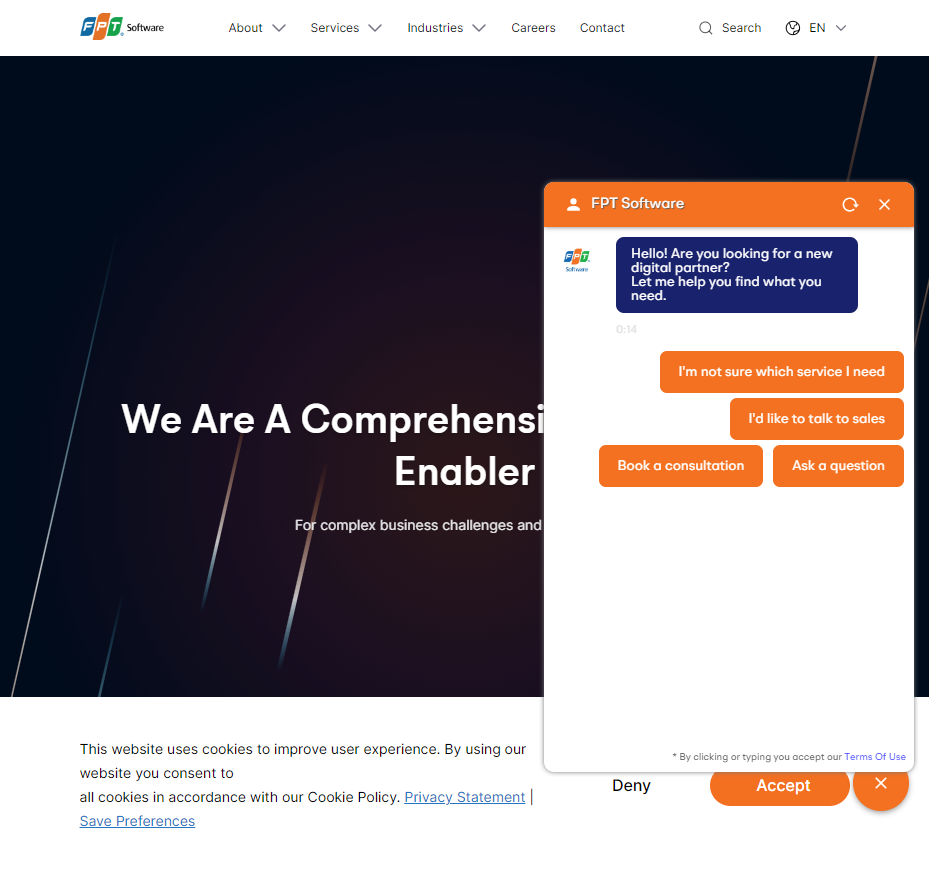 FPT Software
About
Services
Industries
Careers
Contact
Search
EN
We Are A Comprehensi
Enabler
For complex business challenges and
FPT Software
FPT Software
Hello! Are you looking for a new
digital partner?
Let me help you find what you
need.
0:14
I'm not sure which service I need
I'd like to talk to sales
Book a consultation
Ask a question
* By clicking or typing you accept our Terms Of Use
This website uses cookies to improve user experience. By using our
website you consent to
all cookies in accordance with our Cookie Policy. Privacy Statement |
Save Preferences
Deny
Accept